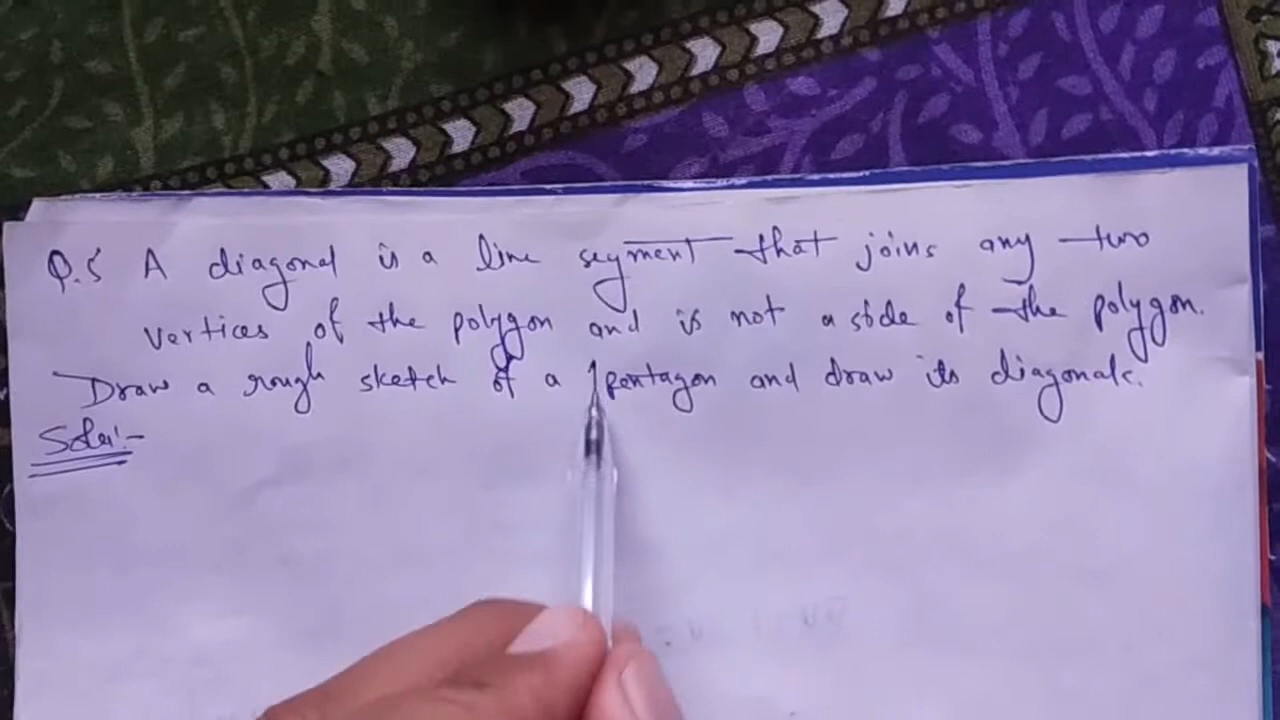 Q.5 A diagonal is a line segment that joins any two
vertices of the polygon and is not a side of the polygon.
Draw a rough sketch of a pentagon and draw its diagonals.
Soln:-